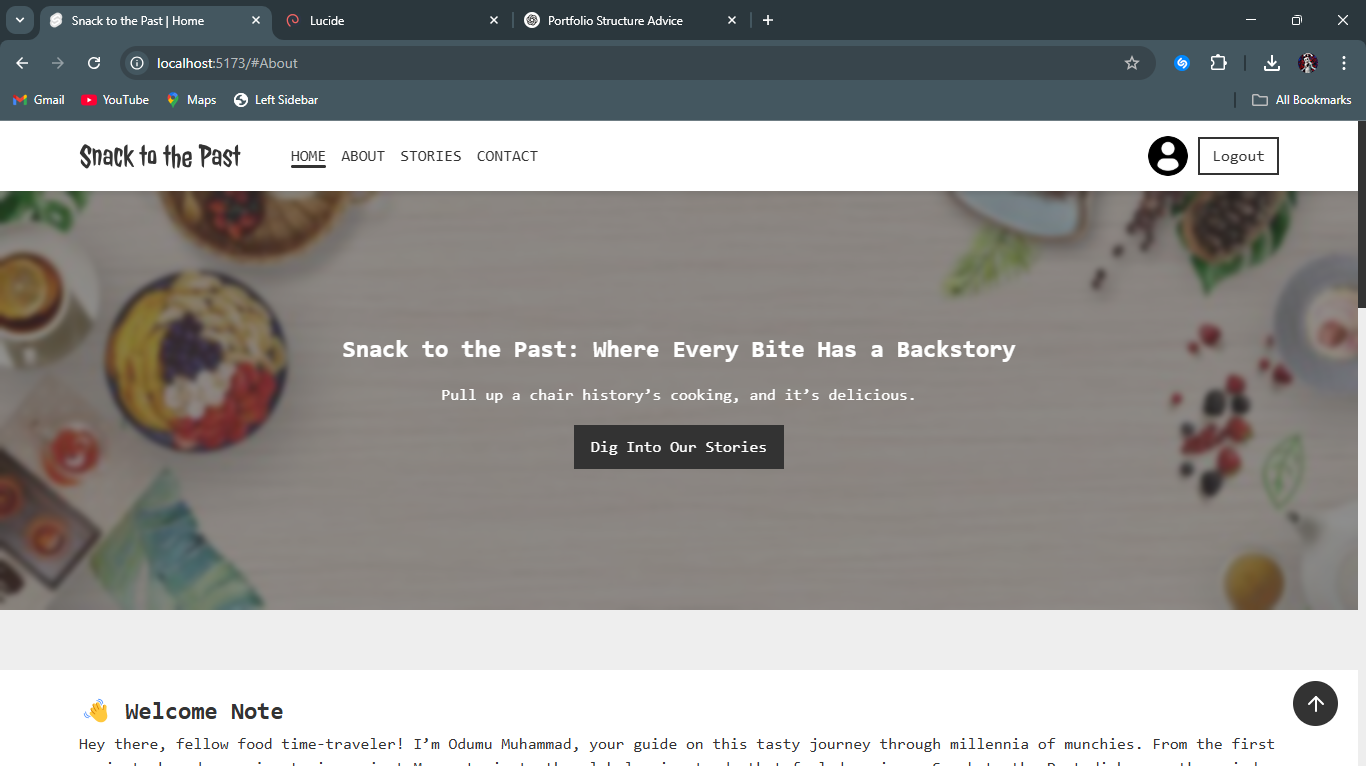 Snack to the Past | Home
Lucide
Portfolio Structure Advice
localhost:5173/#About
Gmail
YouTube
Maps
Left Sidebar
All Bookmarks
Snack to the Past
HOME
ABOUT
STORIES
CONTACT
Logout
Snack to the Past: Where Every Bite Has a Backstory
Pull up a chair history’s cooking, and it’s delicious.
Dig Into Our Stories
👋 Welcome Note
Hey there, fellow food time-traveler! I’m Odumu Muhammad, your guide on this tasty journey through millennia of munchies. From the first